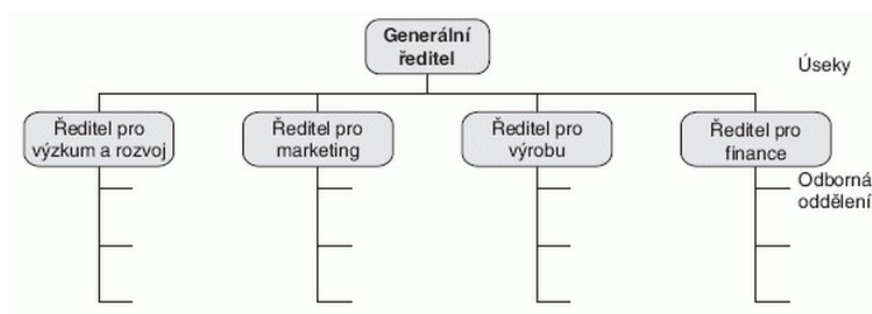 Generální
ředitel
Úseky
Ředitel pro
výzkum a rozvoj
Ředitel pro
marketing
Ředitel pro
výrobu
Ředitel pro
finance
Odborná
oddělení